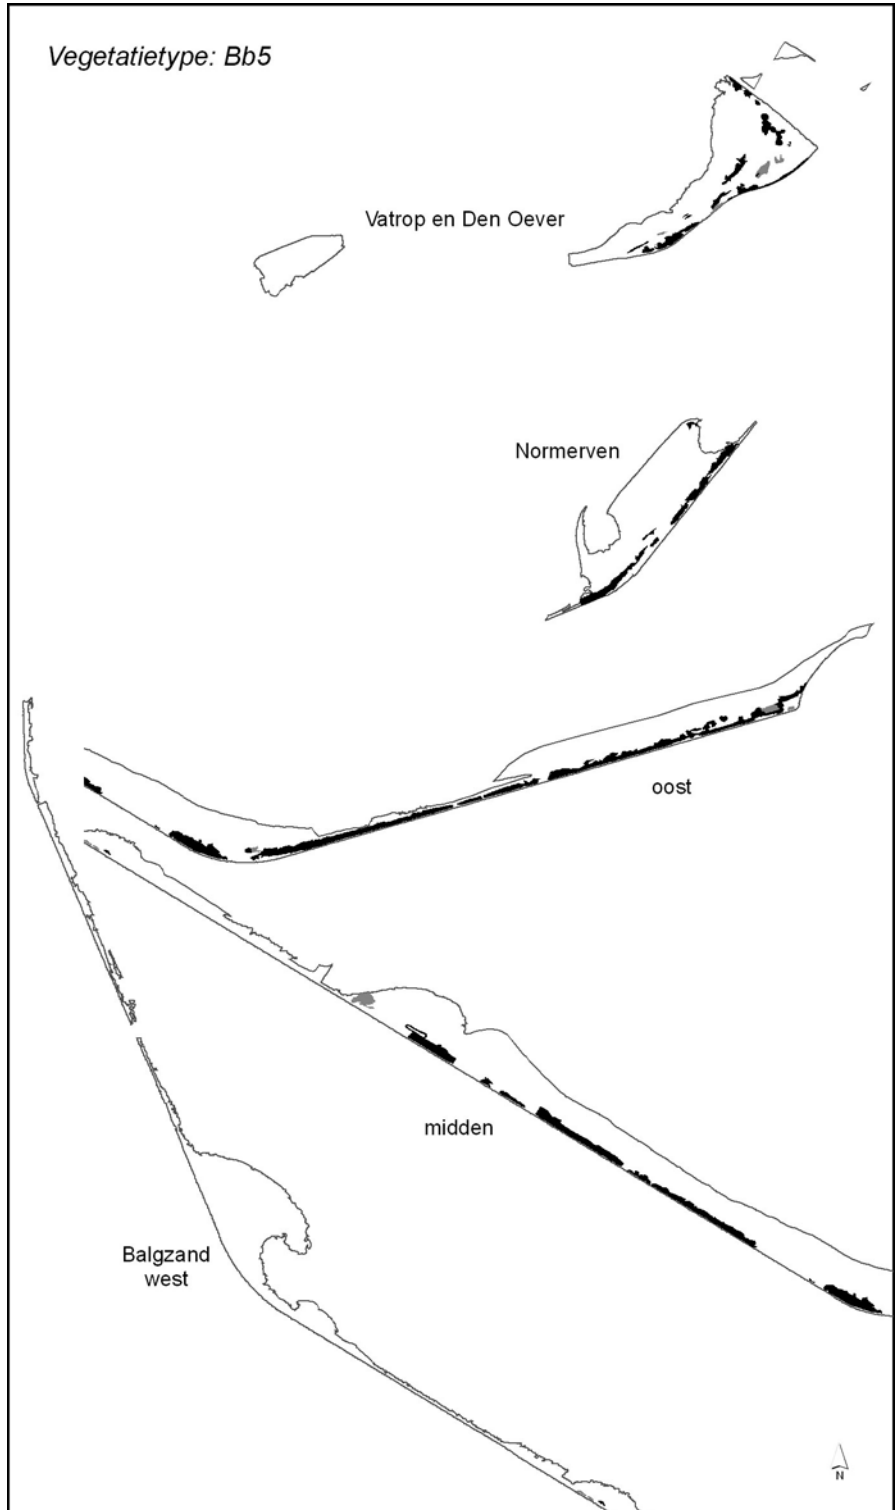 Vegetatietype: Bb5
Vatrop en Den Oever
Normerven
oost
midden
Balgzand
west
N